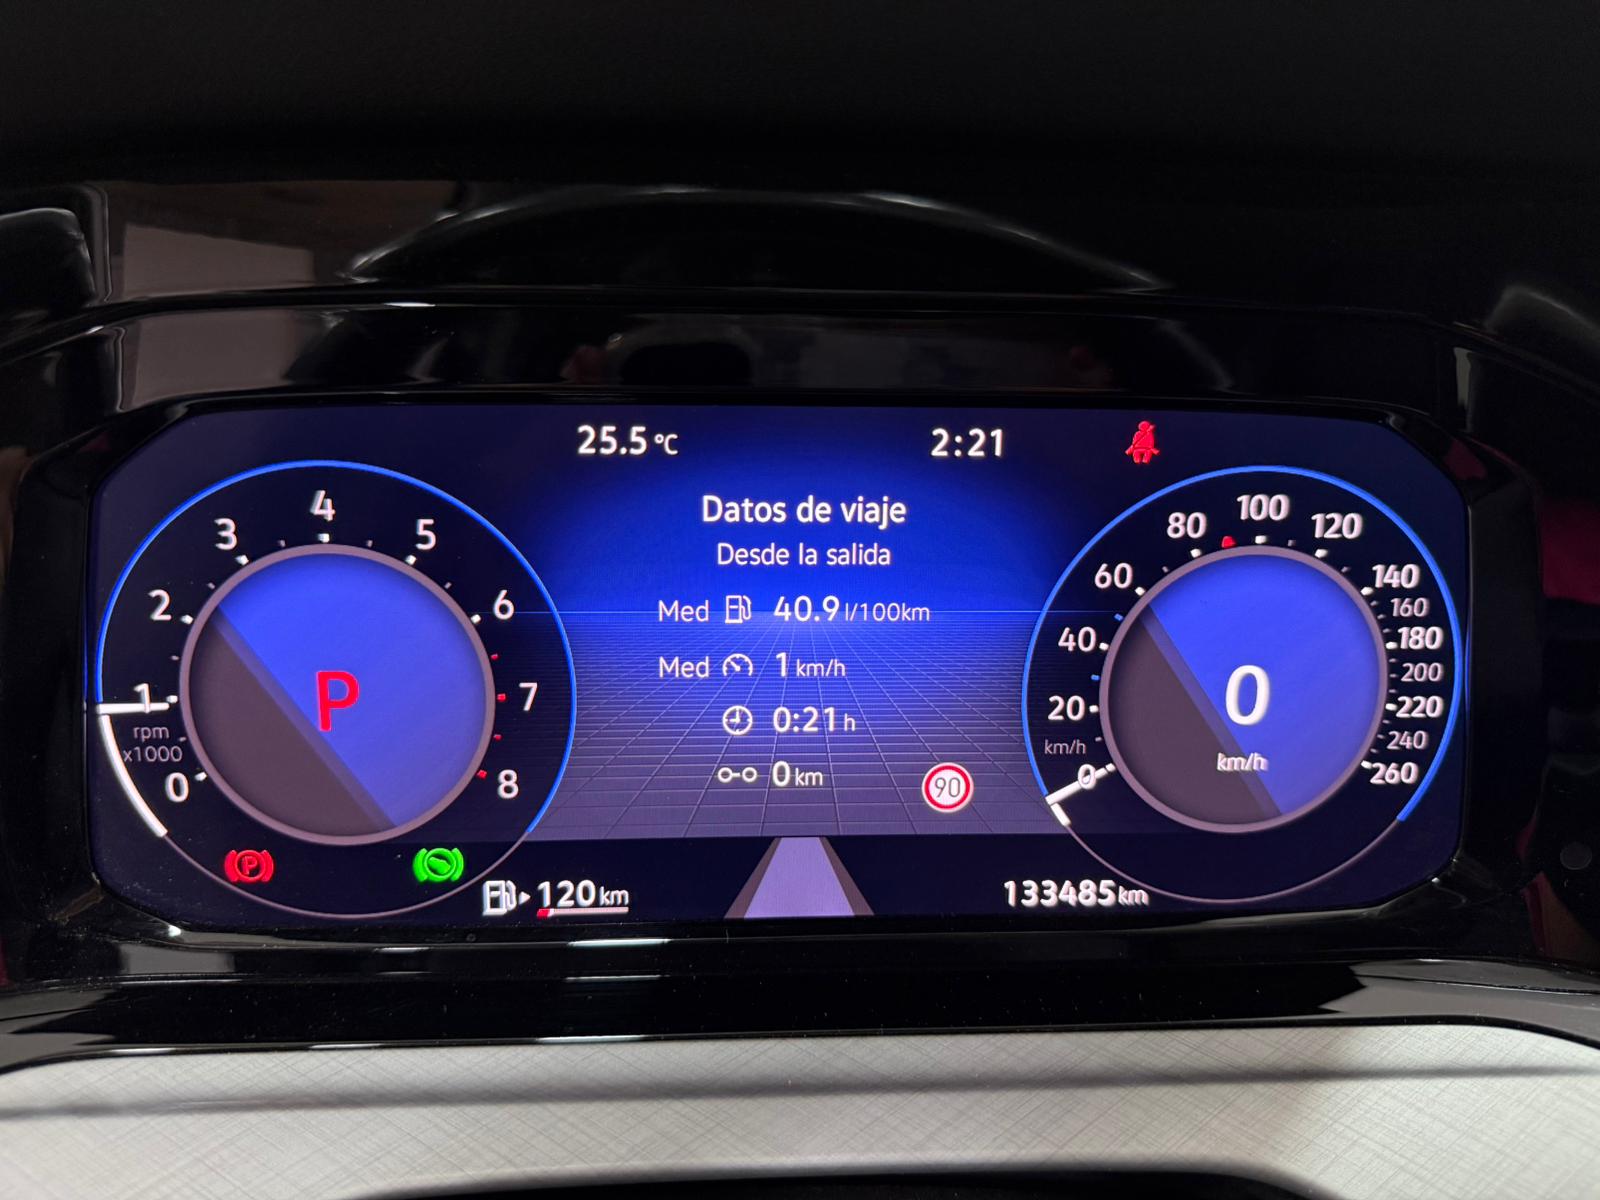 25.5 °C
2:21
Datos de viaje
Desde la salida
Med 40.9 l/100km
Med 1 km/h
0:21 h
0 km
90
0
1
2
3
4
5
6
7
8
rpm
x1000
P
P
120 km
0
20
40
60
80
100
120
140
160
180
200
220
240
260
km/h
0
km/h
133485 km